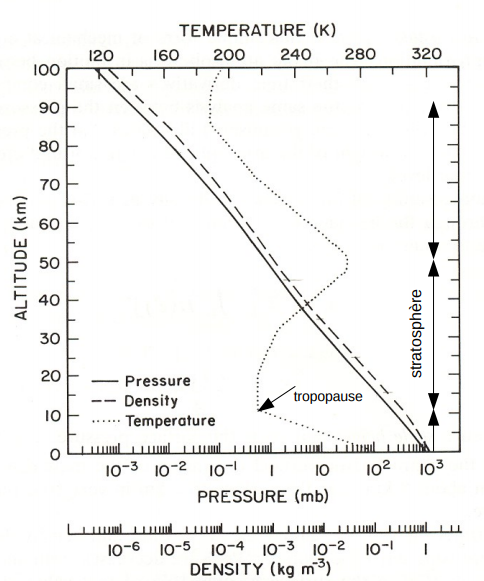 TEMPERATURE (K)
120 160 200 240 280 320
100
90
80
70
60
50
40
30
20
10
0
ALTITUDE (km)
stratosphère
tropopause
Pressure
Density
Temperature
10⁻³ 10⁻² 10⁻¹ 1 10 10² 10³
PRESSURE (mb)
10⁻⁶ 10⁻⁵ 10⁻⁴ 10⁻³ 10⁻² 10⁻¹ 1
DENSITY (kg m⁻³)